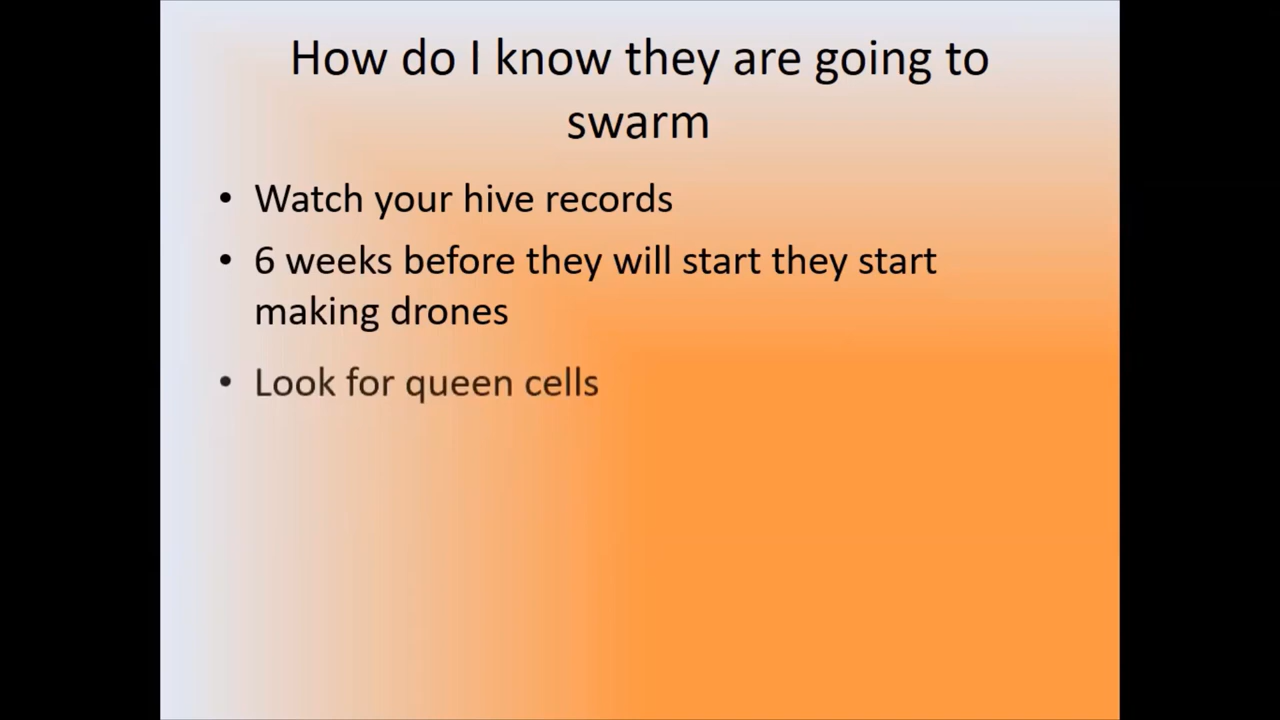 How do I know they are going to
swarm
• Watch your hive records
• 6 weeks before they will start they start
making drones
• Look for queen cells